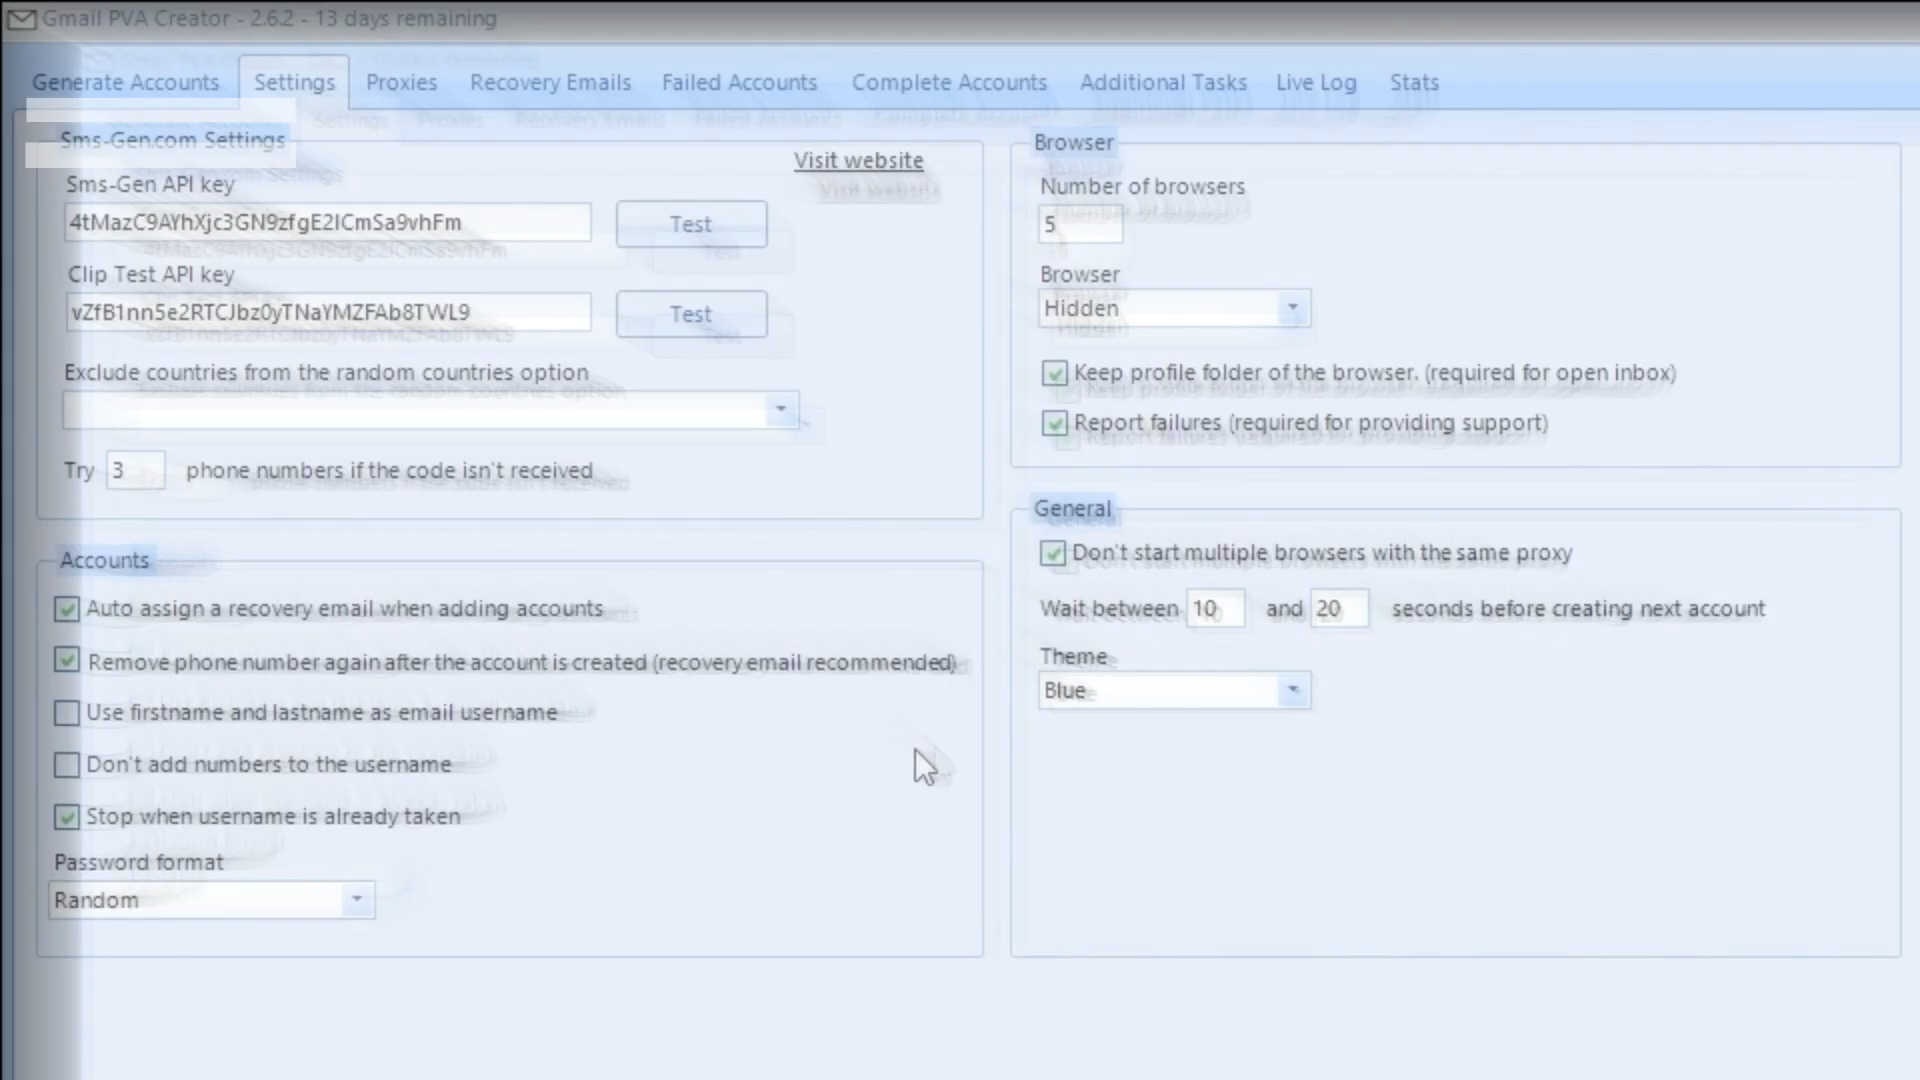 Gmail PVA Creator - 2.6.2 - 13 days remaining
Generate Accounts Settings Proxies Recovery Emails Failed Accounts Complete Accounts Additional Tasks Live Log Stats
Sms-Gen.com Settings
Visit website
Sms-Gen API key
4tMazC9AYhXjc3GN9zfgE2ICmSa9vhFm Test
Clip Test API key
vZfB1nn5e2RTCJbz0yTNaYMZFAb8TWL9 Test
Exclude countries from the random countries option
Try 3 phone numbers if the code isn't received
Accounts
Auto assign a recovery email when adding accounts
Remove phone number again after the account is created (recovery email recommended)
Use firstname and lastname as email username
Don't add numbers to the username
Stop when username is already taken
Password format
Random
Browser
Number of browsers
5
Browser
Hidden
Keep profile folder of the browser. (required for open inbox)
Report failures (required for providing support)
General
Don't start multiple browsers with the same proxy
Wait between 10 and 20 seconds before creating next account
Theme
Blue